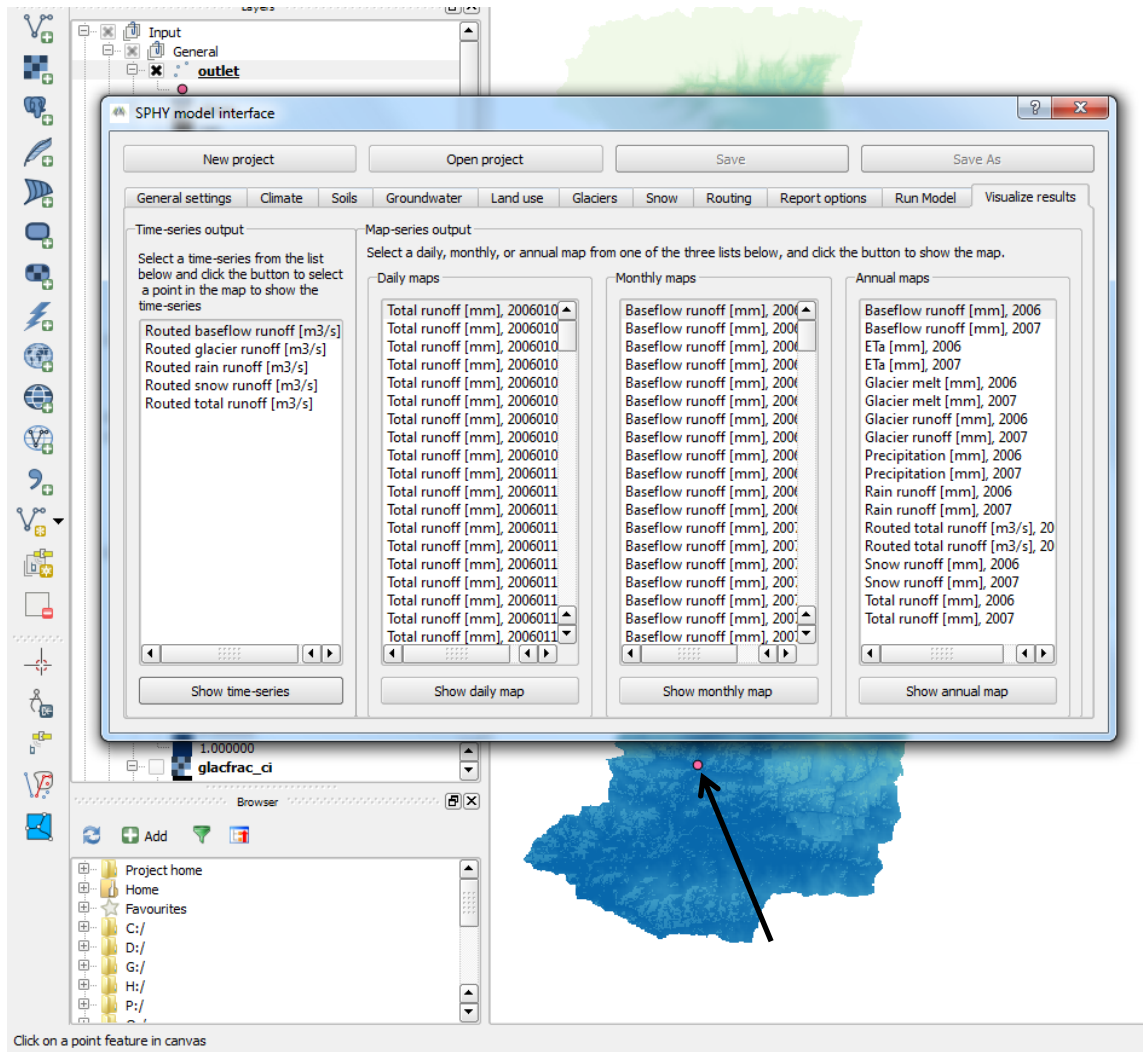 Layers
Input
General
outlet
SPHY model interface
New project
Open project
Save
Save As
General settings
Climate
Soils
Groundwater
Land use
Glaciers
Snow
Routing
Report options
Run Model
Visualize results
Time-series output
Select a time-series from the list
below and click the button to select
a point in the map to show the
time-series
Routed baseflow runoff [m3/s]
Routed glacier runoff [m3/s]
Routed rain runoff [m3/s]
Routed snow runoff [m3/s]
Routed total runoff [m3/s]
Show time-series
Map-series output
Select a daily, monthly, or annual map from one of the three lists below, and click the button to show the map.
Daily maps
Total runoff [mm], 2006010
Total runoff [mm], 2006010
Total runoff [mm], 2006010
Total runoff [mm], 2006010
Total runoff [mm], 2006010
Total runoff [mm], 2006010
Total runoff [mm], 2006010
Total runoff [mm], 2006010
Total runoff [mm], 2006010
Total runoff [mm], 2006011
Total runoff [mm], 2006011
Total runoff [mm], 2006011
Total runoff [mm], 2006011
Total runoff [mm], 2006011
Total runoff [mm], 2006011
Total runoff [mm], 2006011
Total runoff [mm], 2006011
Total runoff [mm], 2006011
Total runoff [mm], 2006011
Show daily map
Monthly maps
Baseflow runoff [mm], 2006
Baseflow runoff [mm], 2006
Baseflow runoff [mm], 2006
Baseflow runoff [mm], 2006
Baseflow runoff [mm], 2006
Baseflow runoff [mm], 2006
Baseflow runoff [mm], 2006
Baseflow runoff [mm], 2006
Baseflow runoff [mm], 2006
Baseflow runoff [mm], 2006
Baseflow runoff [mm], 2006
Baseflow runoff [mm], 2006
Baseflow runoff [mm], 2007
Baseflow runoff [mm], 2007
Baseflow runoff [mm], 2007
Baseflow runoff [mm], 2007
Baseflow runoff [mm], 2007
Baseflow runoff [mm], 2007
Baseflow runoff [mm], 2007
Show monthly map
Annual maps
Baseflow runoff [mm], 2006
Baseflow runoff [mm], 2007
ETa [mm], 2006
ETa [mm], 2007
Glacier melt [mm], 2006
Glacier melt [mm], 2007
Glacier runoff [mm], 2006
Glacier runoff [mm], 2007
Precipitation [mm], 2006
Precipitation [mm], 2007
Rain runoff [mm], 2006
Rain runoff [mm], 2007
Routed total runoff [m3/s], 20
Routed total runoff [m3/s], 20
Snow runoff [mm], 2006
Snow runoff [mm], 2007
Total runoff [mm], 2006
Total runoff [mm], 2007
Show annual map
1.000000
glacfrac_ci
Browser
Add
Project home
Home
Favourites
C:/
D:/
G:/
H:/
P:/
Click on a point feature in canvas